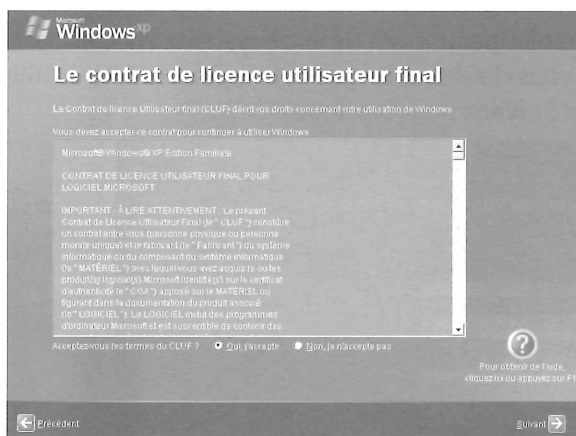 Microsoft
Windows xp
Le contrat de licence utilisateur final
Le Contrat de licence Utilisateur final (CLUF) décrit vos droits concernant votre utilisation de Windows.
Vous devez accepter ce contrat pour continuer à utiliser Windows
Microsoft® Windows® XP Édition Familiale
CONTRAT DE LICENCE UTILISATEUR FINAL POUR
LOGICIEL MICROSOFT
IMPORTANT - À LIRE ATTENTIVEMENT : Le présent
Contrat de Licence Utilisateur Final (le " CLUF ") constitue
un contrat entre vous (personne physique ou personne
morale unique) et le fabricant (le " Fabricant ") du système
informatique ou du composant du système informatique
(le " MATÉRIEL ") avec lequel vous avez acquis le ou les
produit(s) logiciel(s) Microsoft identifié(s) sur le certificat
d'authenticité (le " COA ") apposé sur le MATÉRIEL ou
figurant dans la documentation du produit associé
(le " LOGICIEL "). Le LOGICIEL inclut des programmes
d'ordinateur Microsoft et est susceptible de contenir des
Acceptez-vous les termes du CLUF ? Oui, j'accepte Non, je n'accepte pas
?
Pour obtenir de l'aide,
cliquez ici ou appuyez sur F1
Précédent
Suivant